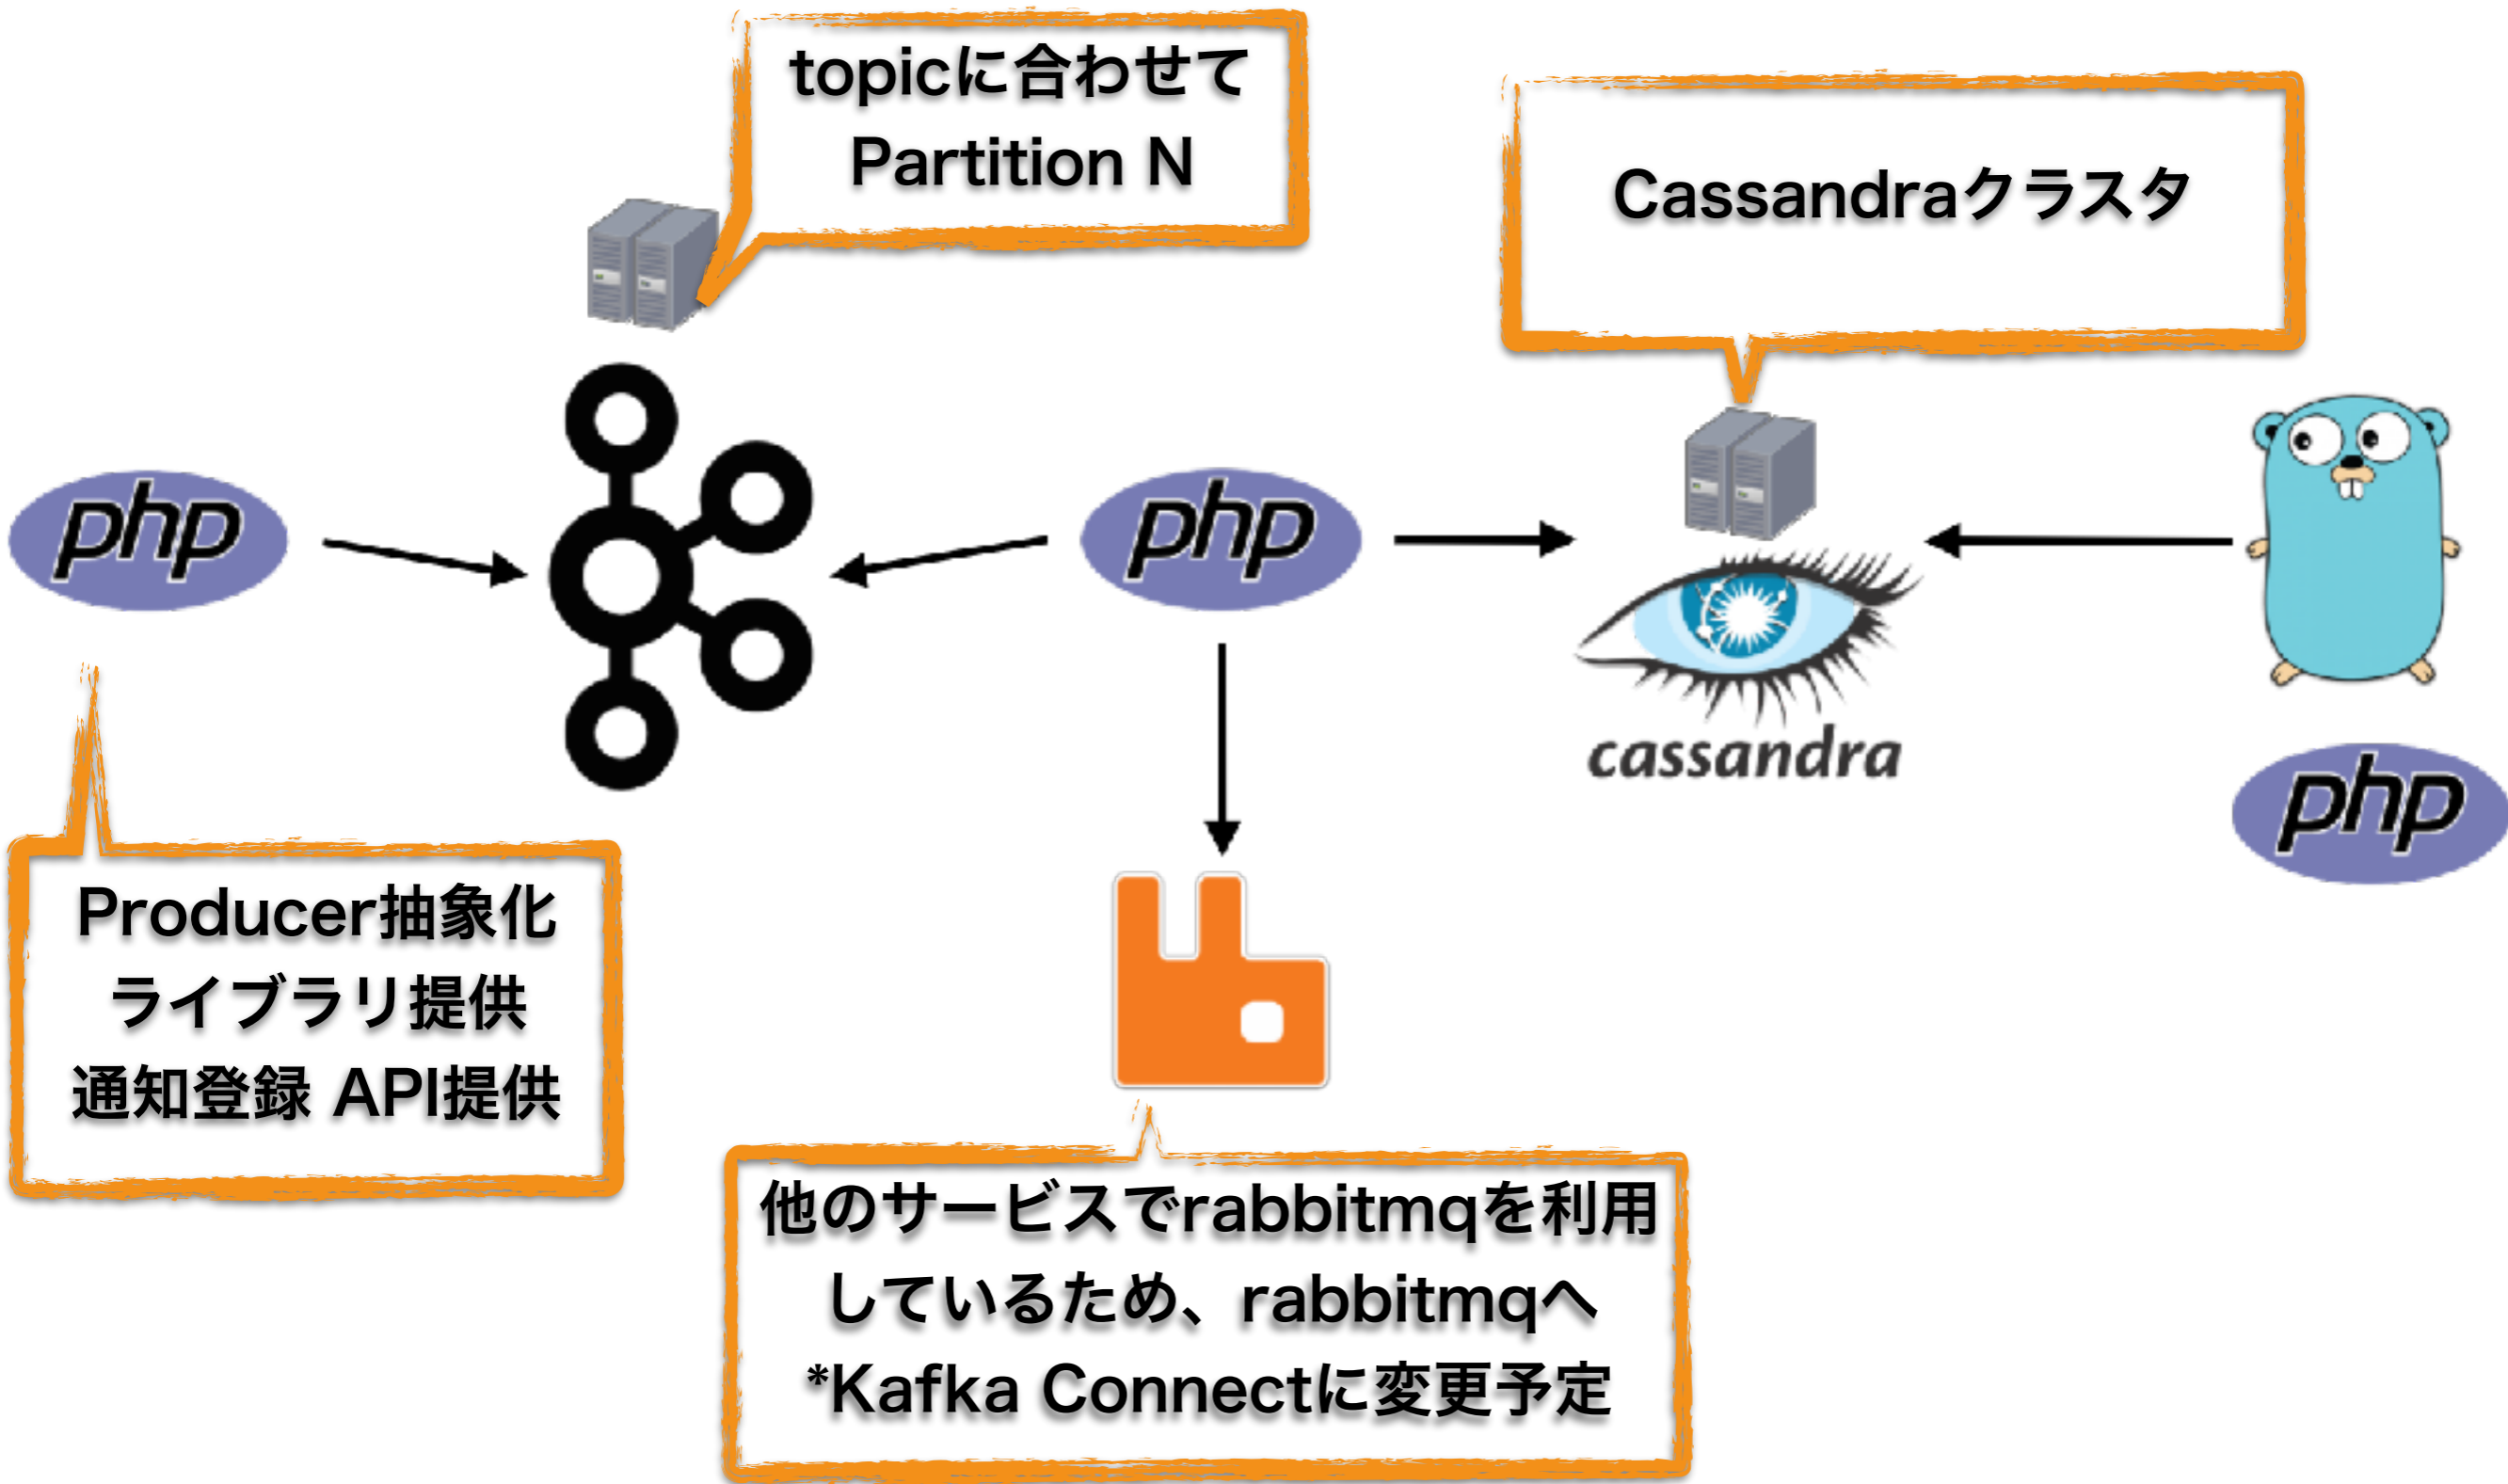 topicに合わせて
Partition N
Cassandraクラスタ
php
php
cassandra
php
Producer抽象化
ライブラリ提供
通知登録 API提供
他のサービスでrabbitmqを利用
しているため、rabbitmqへ
*Kafka Connectに変更予定